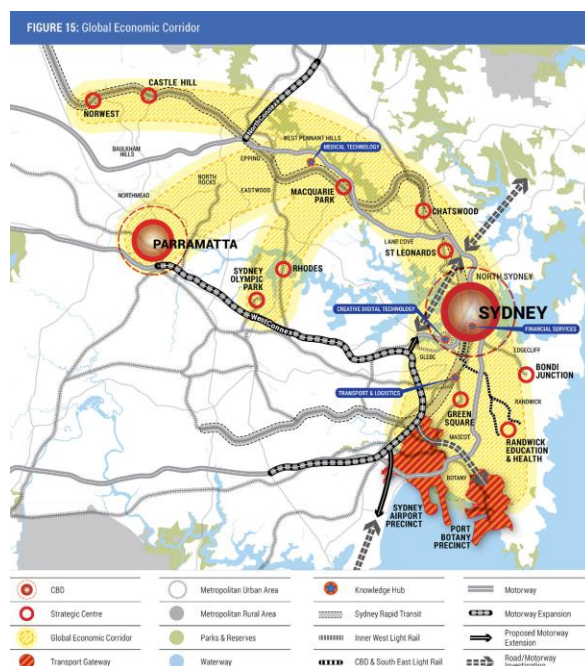 FIGURE 15: Global Economic Corridor
CASTLE HILL
NORWEST
NorthConnex
WEST PENNANT HILLS
BAULKHAM
HILLS
MEDICAL TECHNOLOGY
EPPING
NORTH
ROCKS
EASTWOOD
NORTHMEAD
MACQUARIE
PARK
CHATSWOOD
PARRAMATTA
LANE COVE
ST LEONARDS
RHODES
SYDNEY
OLYMPIC
PARK
NORTH SYDNEY
CREATIVE DIGITAL TECHNOLOGY
SYDNEY
WestConnex
FINANCIAL SERVICES
GLEBE
EDGECLIFF
BONDI
JUNCTION
TRANSPORT & LOGISTICS
RANDWICK
GREEN
SQUARE
RANDWICK
EDUCATION
& HEALTH
MASCOT
BOTANY
SYDNEY
AIRPORT
PRECINCT
PORT
BOTANY
PRECINCT
CBD
Metropolitan Urban Area
Knowledge Hub
Motorway
Strategic Centre
Metropolitan Rural Area
Sydney Rapid Transit
Motorway Expansion
Global Economic Corridor
Parks & Reserves
Inner West Light Rail
Proposed Motorway
Extension
Transport Gateway
Waterway
CBD & South East Light Rail
Road/Motorway
Investigation